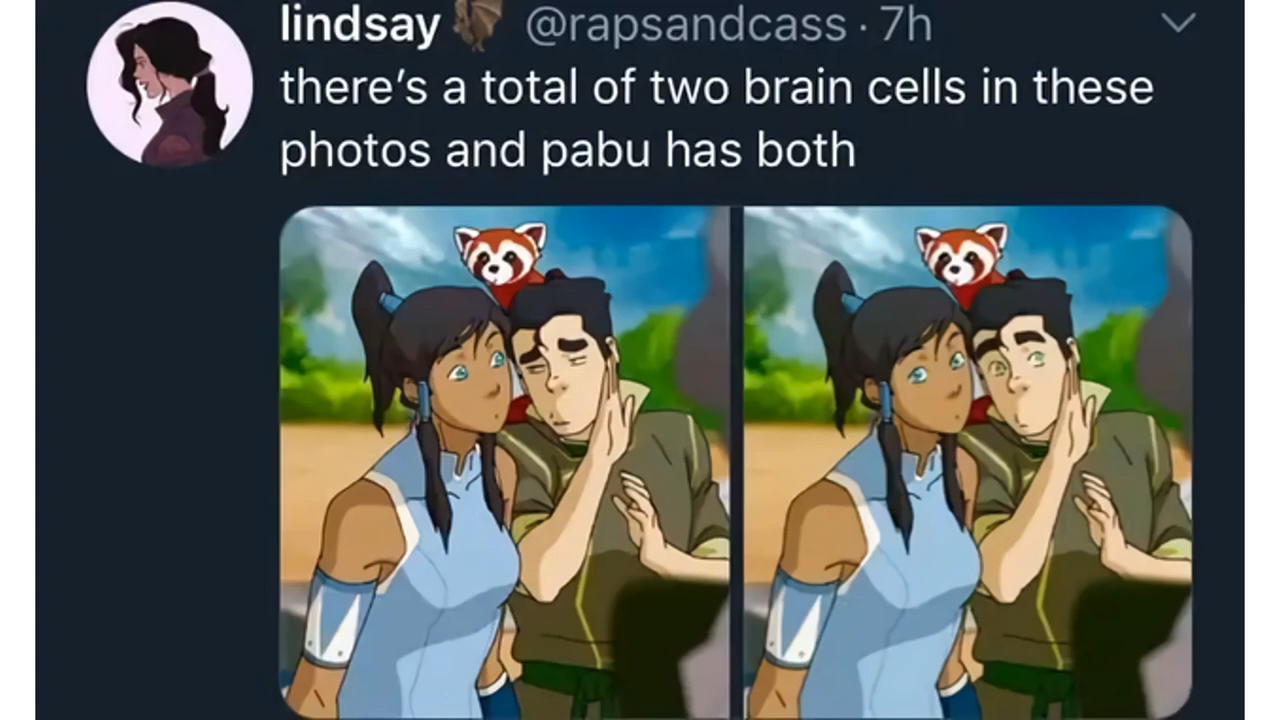 lindsay @rapsandcass · 7h
there's a total of two brain cells in these
photos and pabu has both